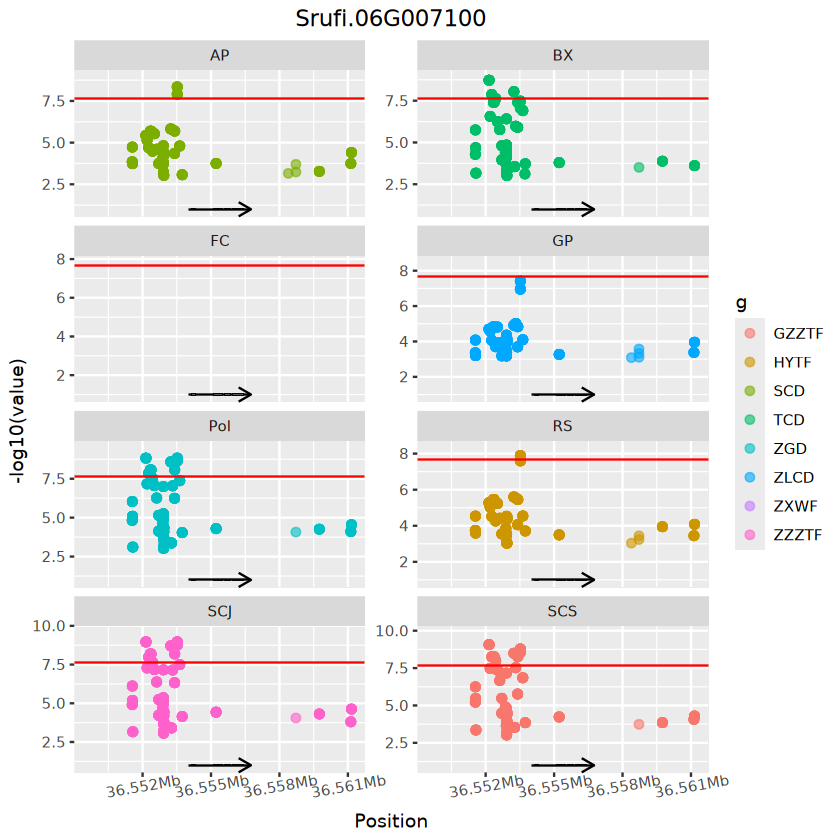 Srufi.06G007100
AP
BX
7.5
5.0
2.5
7.5
5.0
2.5
FC
GP
8
6
4
2
8
6
4
2
-log10(value)
PoI
RS
7.5
5.0
2.5
8
6
4
2
SCJ
SCS
10.0
7.5
5.0
2.5
10.0
7.5
5.0
2.5
36.552Mb
36.555Mb
36.558Mb
36.561Mb
36.552Mb
36.555Mb
36.558Mb
36.561Mb
Position
g
GZZTF
HYTF
SCD
TCD
ZGD
ZLCD
ZXWF
ZZZTF